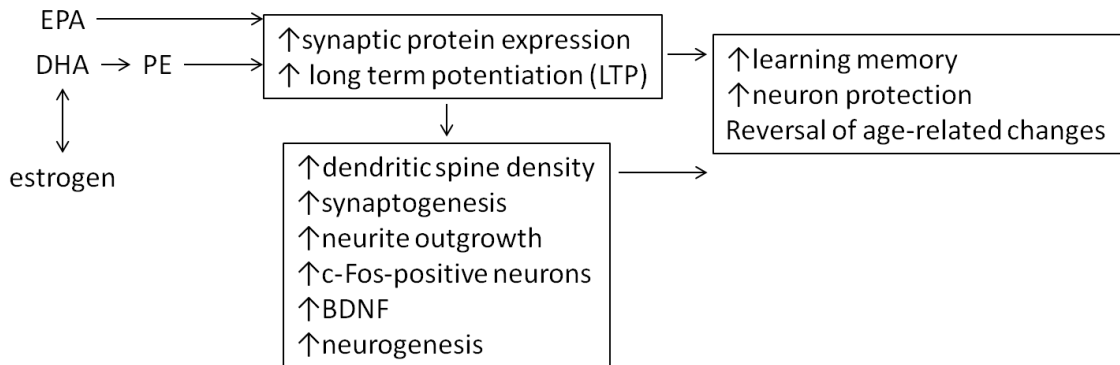 EPA
DHA → PE
estrogen
↑synaptic protein expression
↑ long term potentiation (LTP)
↑learning memory
↑neuron protection
Reversal of age-related changes
↑dendritic spine density
↑synaptogenesis
↑neurite outgrowth
↑c-Fos-positive neurons
↑BDNF
↑neurogenesis